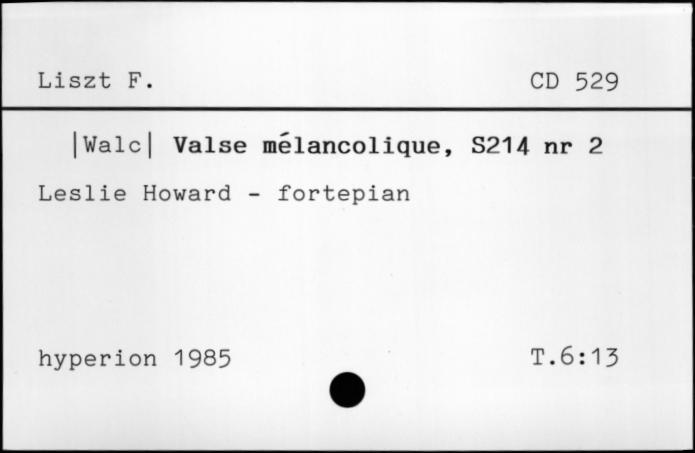 Liszt F. CD 529
|Walc| Valse mélancolique, S214 nr 2
Leslie Howard - fortepian
hyperion 1985 T.6:13